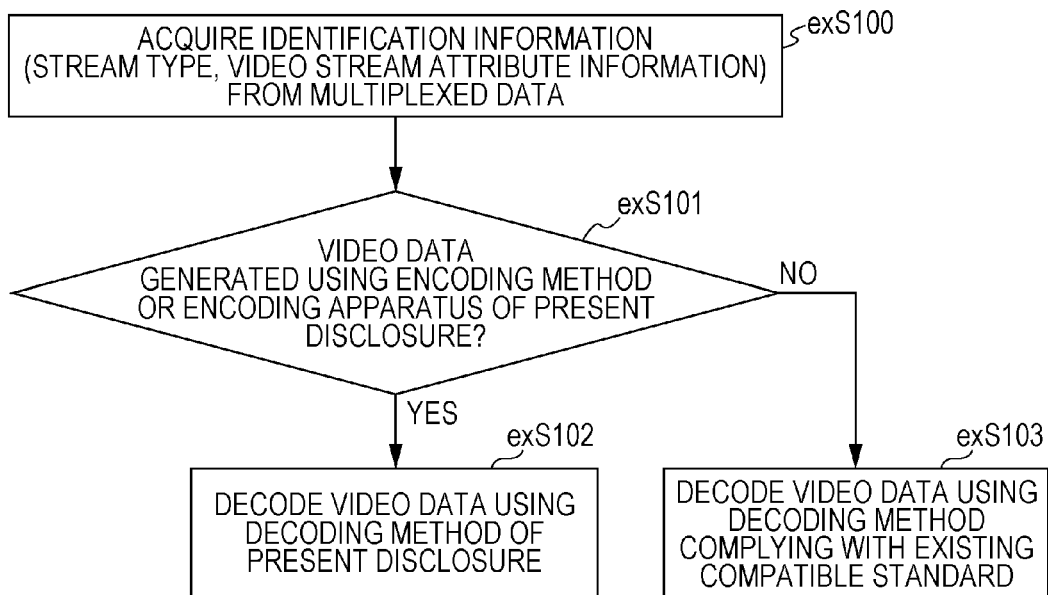 exS100
ACQUIRE IDENTIFICATION INFORMATION
(STREAM TYPE, VIDEO STREAM ATTRIBUTE INFORMATION)
FROM MULTIPLEXED DATA
exS101
VIDEO DATA
GENERATED USING ENCODING METHOD
OR ENCODING APPARATUS OF PRESENT
DISCLOSURE?
NO
YES
exS102
DECODE VIDEO DATA USING
DECODING METHOD OF
PRESENT DISCLOSURE
exS103
DECODE VIDEO DATA USING
DECODING METHOD
COMPLYING WITH EXISTING
COMPATIBLE STANDARD